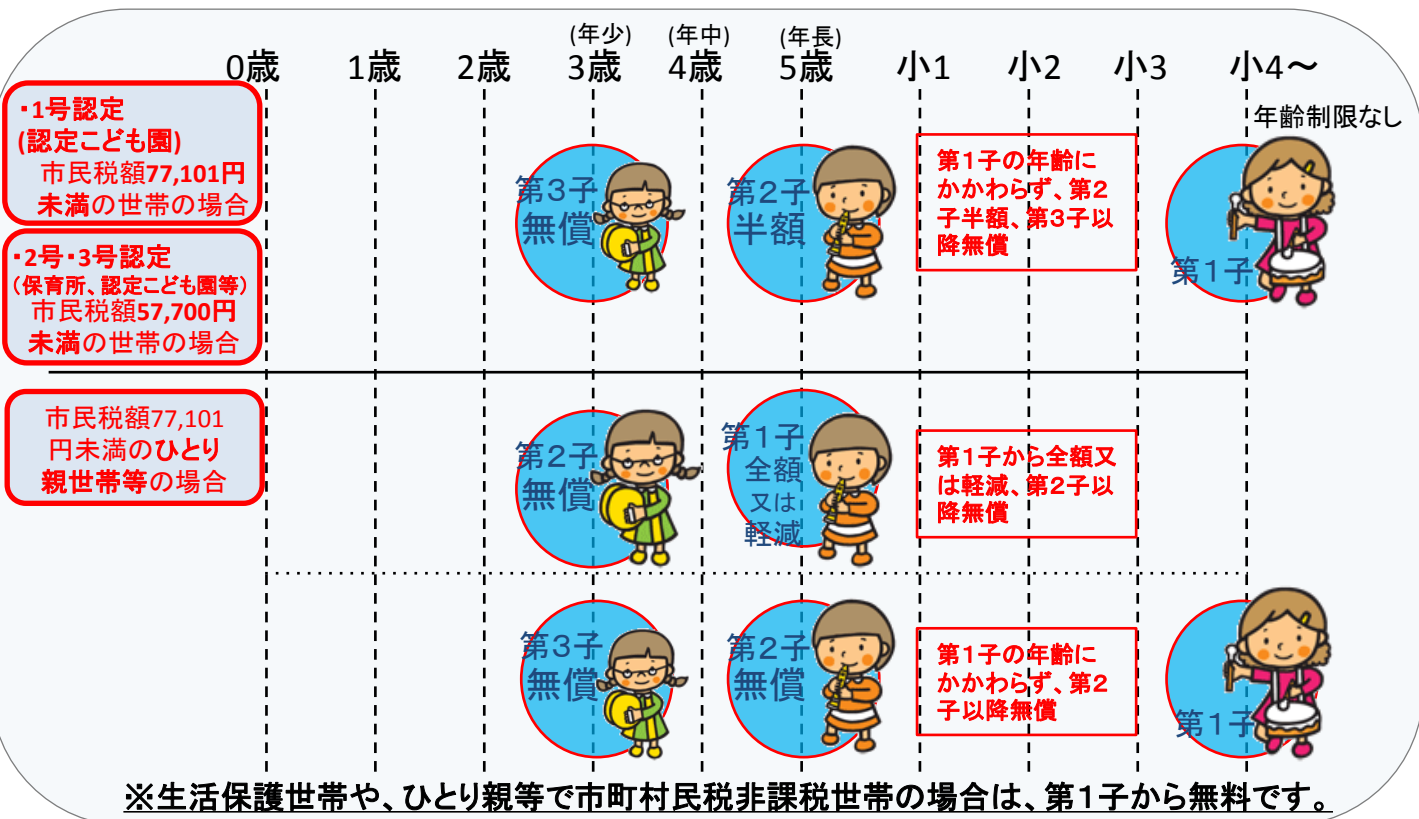 0歳
1歳
2歳
(年少)
3歳
(年中)
4歳
(年長)
5歳
小1
小2
小3
小4～
年齢制限なし
・1号認定
(認定こども園)
市民税額77,101円
未満の世帯の場合
・2号・3号認定
（保育所、認定こども園等）
市民税額57,700円
未満の世帯の場合
第3子
無償
第2子
半額
第1子の年齢に
かかわらず、第2
子半額、第3子以
降無償
第1子
市民税額77,101
円未満のひとり
親世帯等の場合
第2子
無償
第1子
全額
又は
軽減
第1子から全額又
は軽減、第2子以
降無償
第3子
無償
第2子
無償
第1子の年齢に
かかわらず、第2
子以降無償
第1子
※生活保護世帯や、ひとり親等で市町村民税非課税世帯の場合は、第1子から無料です。